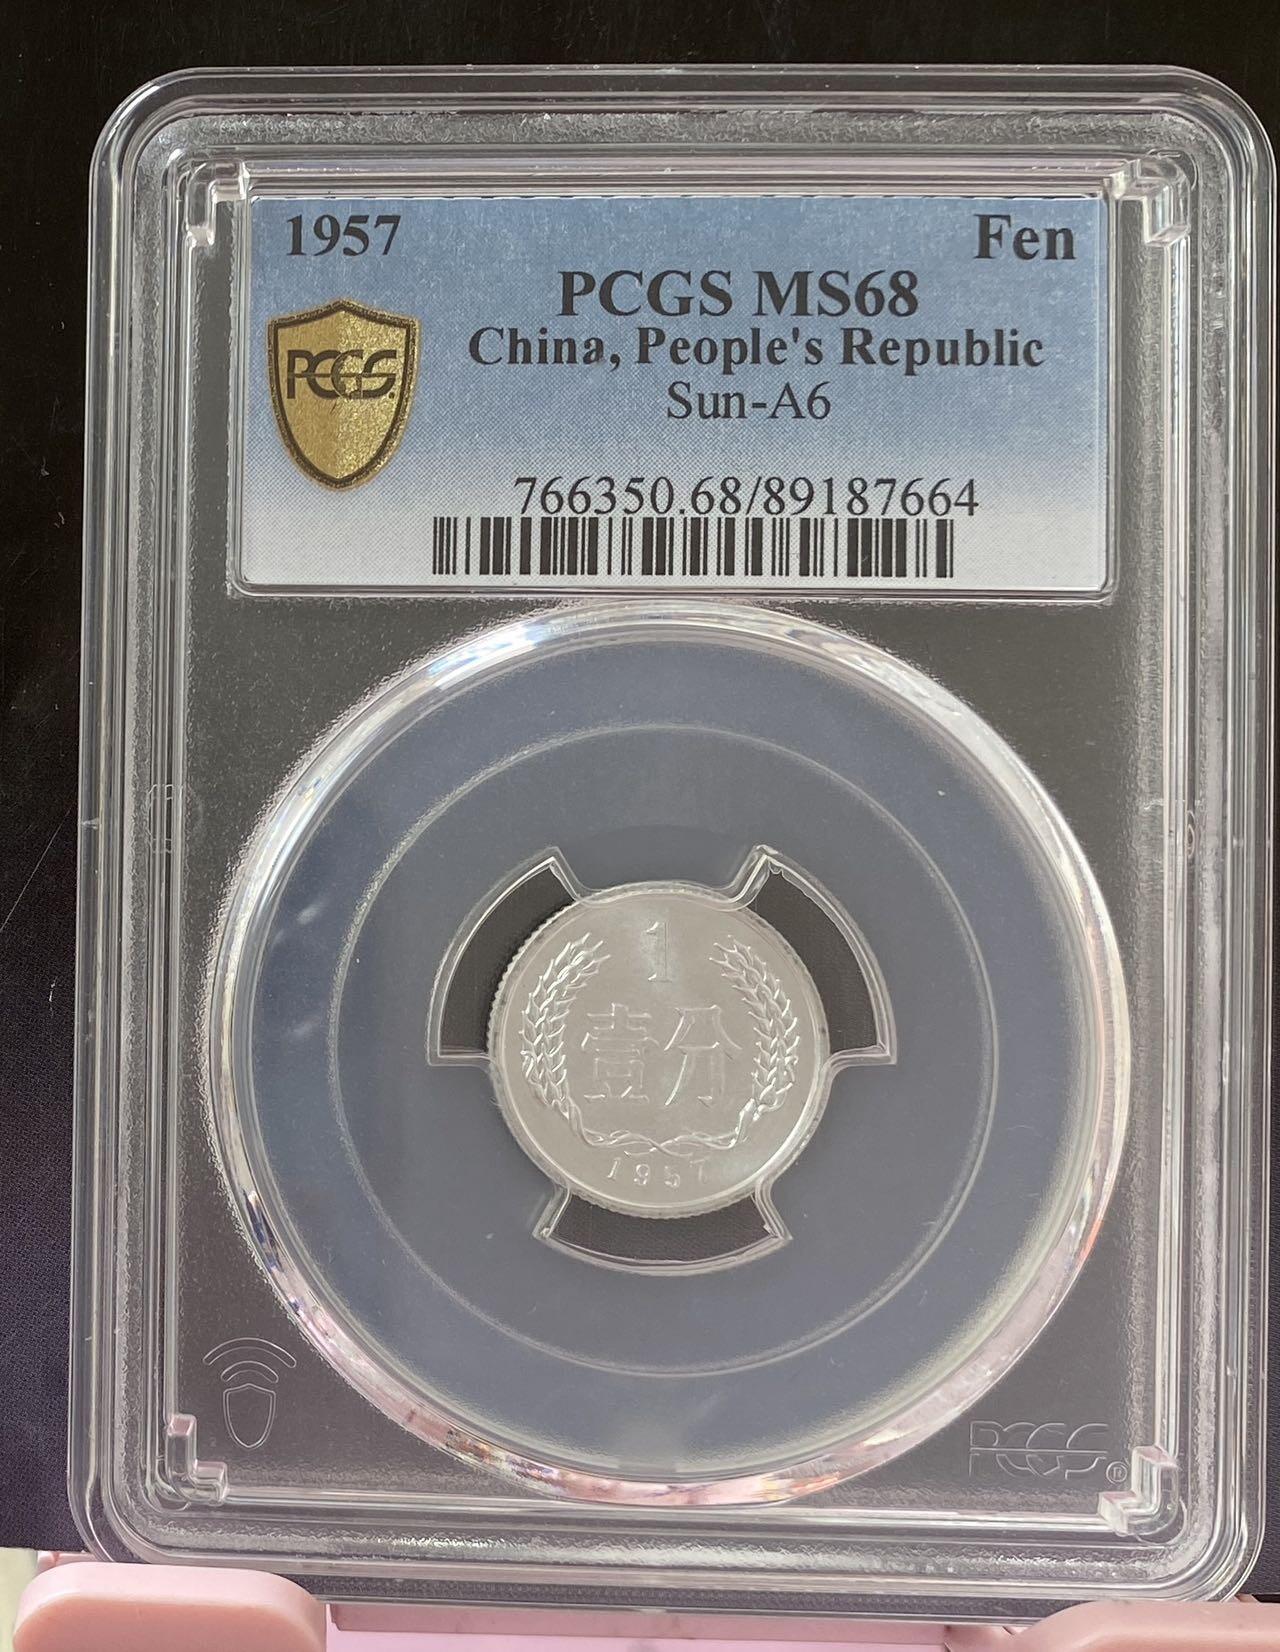 1957 Fen
PCGS MS68
China, People's Republic
PCGS
Sun-A6
766350.68/89187664
1
壹分
1957
PCGS®